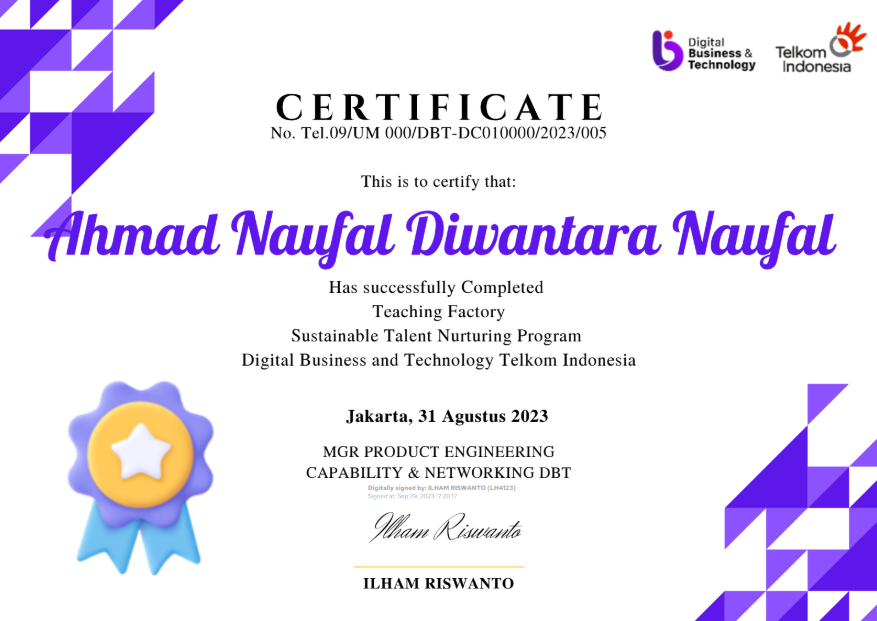 Digital
Business &
Technology
Telkom
Indonesia
CERTIFICATE
No. Tel.09/UM 000/DBT-DC010000/2023/005
This is to certify that:
Ahmad Naufal Diwantara Naufal
Has successfully Completed
Teaching Factory
Sustainable Talent Nurturing Program
Digital Business and Technology Telkom Indonesia
Jakarta, 31 Agustus 2023
MGR PRODUCT ENGINEERING
CAPABILITY & NETWORKING DBT
Digitally signed by: ILHAM RISWANTO (LH4123)
Signed at: Sep 29, 2023 17:20:17
Ilham Riswanto
ILHAM RISWANTO